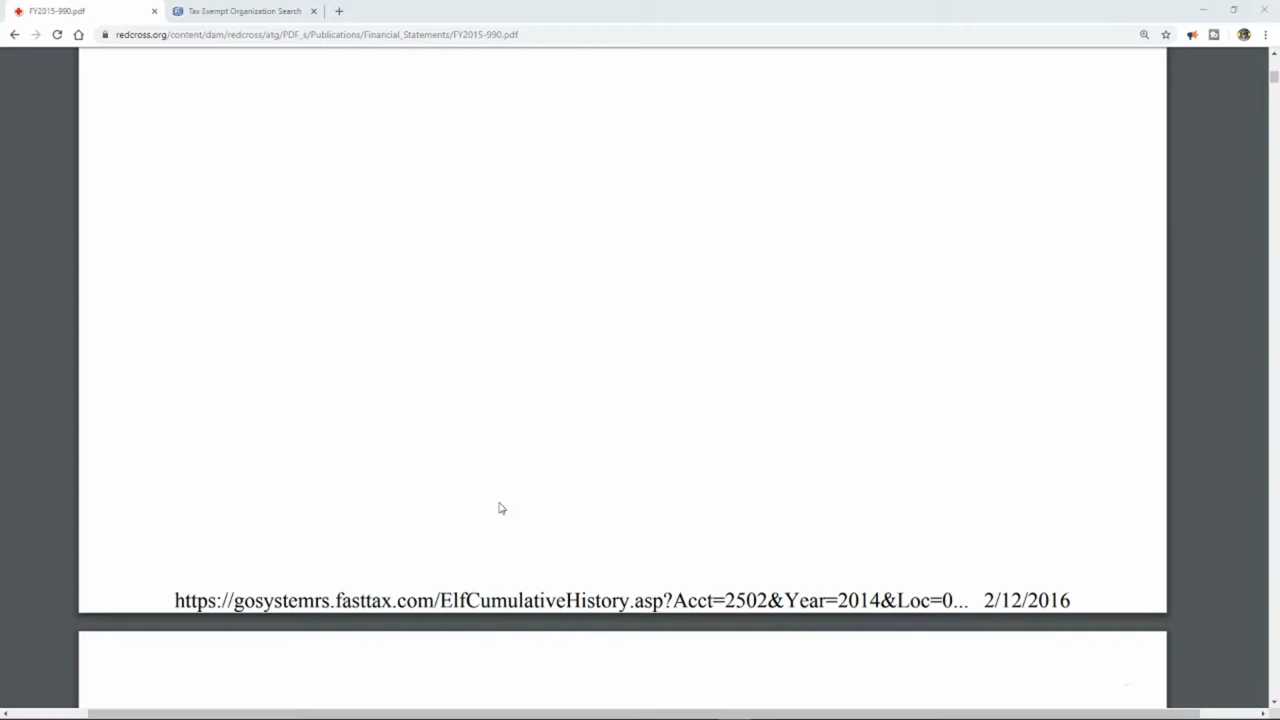 FY2015-990.pdf
Tax Exempt Organization Search
redcross.org/content/dam/redcross/atg/PDF_s/Publications/Financial_Statements/FY2015-990.pdf
https://gosystemrs.fasttax.com/ElfCumulativeHistory.asp?Acct=2502&Year=2014&Loc=0... 2/12/2016